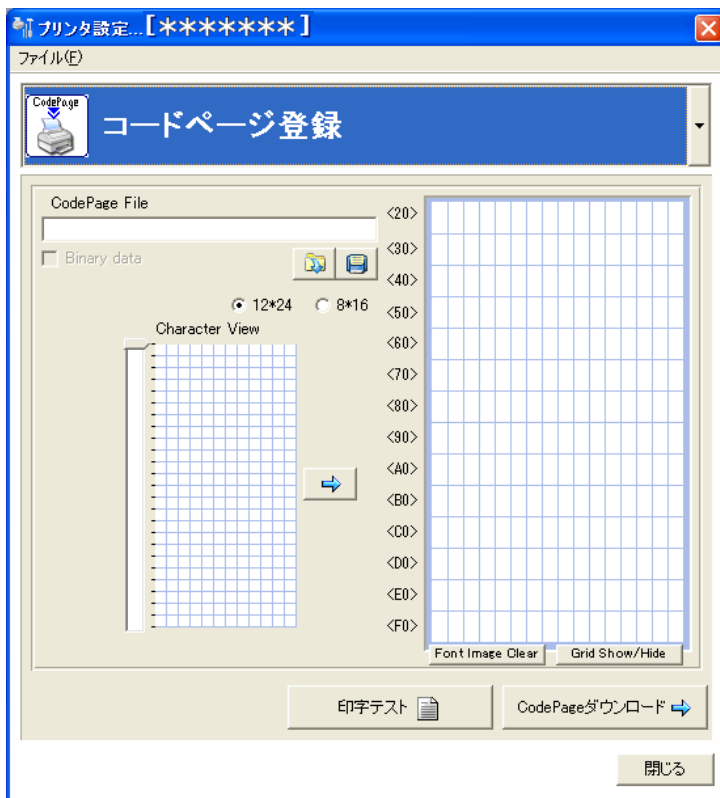 プリンタ設定...[*******]
ファイル(F)
CodePage
コードページ登録
CodePage File
Binary data
12*24
8*16
Character View
<20>
<30>
<40>
<50>
<60>
<70>
<80>
<90>
<A0>
<B0>
<C0>
<D0>
<E0>
<F0>
Font Image Clear
Grid Show/Hide
印字テスト
CodePageダウンロード
閉じる